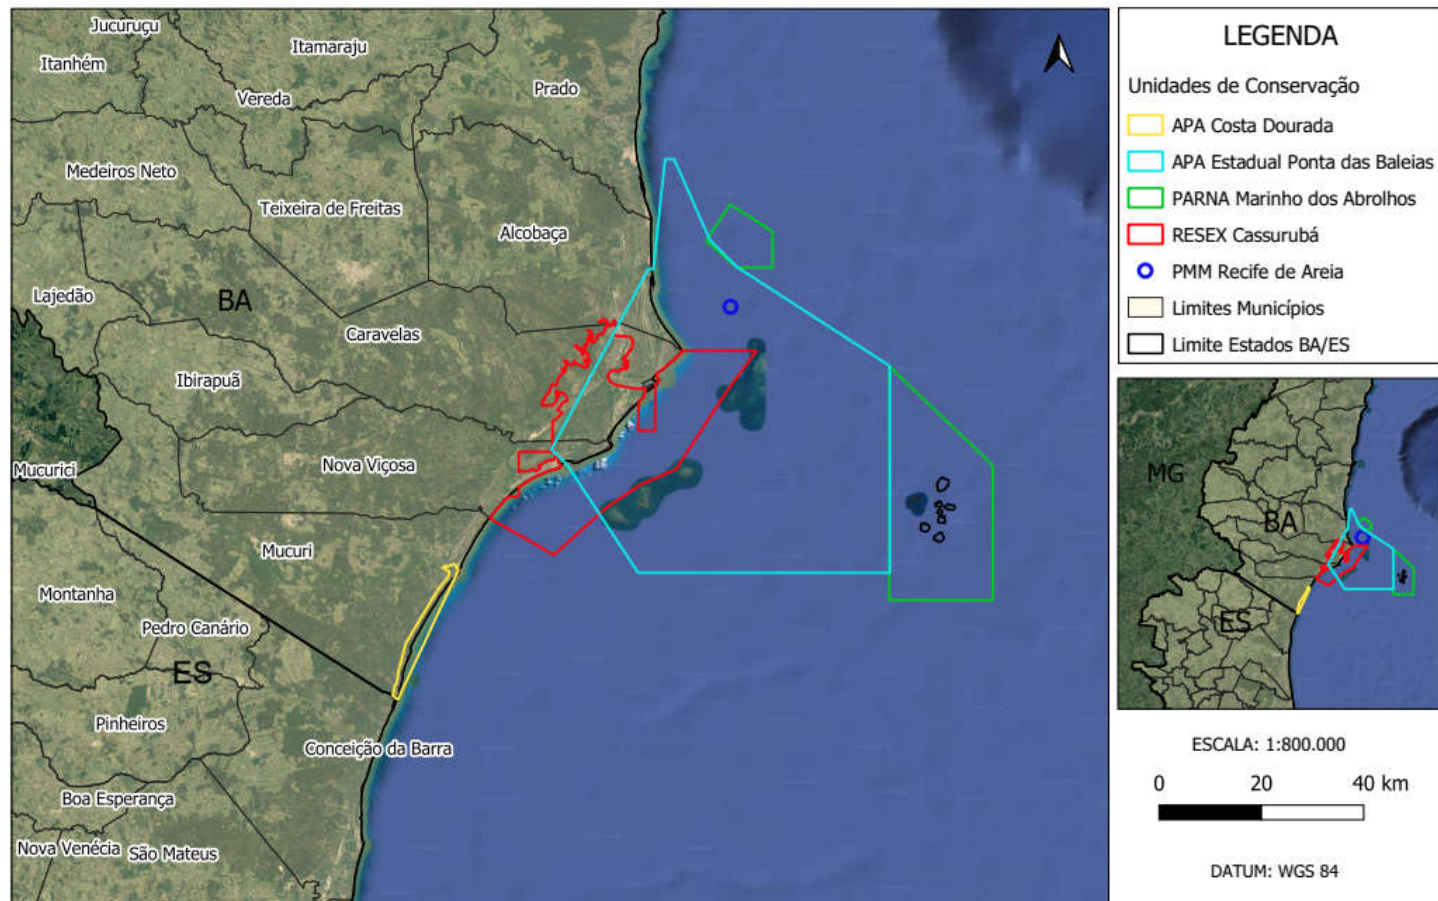 Jucuruçu
Itamaraju
Itanhém
Prado
Vereda
Medeiros Neto
Teixeira de Freitas
Alcobaça
Lajedão
BA
Caravelas
Ibirapuã
Mucurici
Nova Viçosa
Mucuri
Montanha
Pedro Canário
ES
Pinheiros
Conceição da Barra
Boa Esperança
Nova Venécia
São Mateus
LEGENDA
Unidades de Conservação
APA Costa Dourada
APA Estadual Ponta das Baleias
PARNA Marinho dos Abrolhos
RESEX Cassurubá
PMM Recife de Areia
Limites Municípios
Limite Estados BA/ES
MG
BA
ES
ESCALA: 1:800.000
0 20 40 km
DATUM: WGS 84